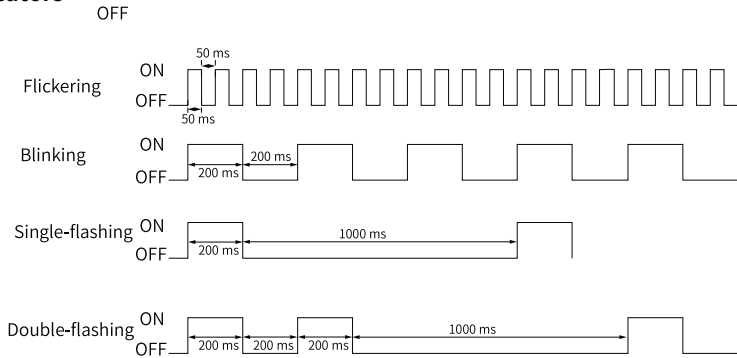 OFF
50 ms
Flickering ON
OFF
50 ms
Blinking ON
200 ms
200 ms
OFF
Single-flashing ON
1000 ms
200 ms
OFF
Double-flashing ON
1000 ms
200 ms 200 ms 200 ms
OFF